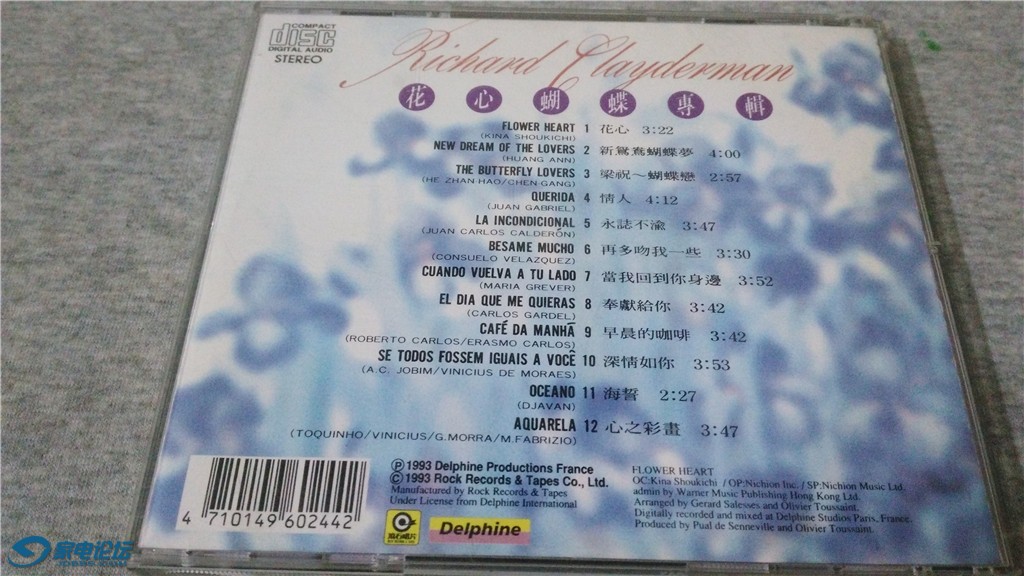 COMPACT
disc
DIGITAL AUDIO
STEREO
Richard Clayderman
花心蝴蝶專輯
FLOWER HEART 1 花心 3:22
(KINA SHOUKICHI)
NEW DREAM OF THE LOVERS 2 新鴛鴦蝴蝶夢 4:00
(HUANG ANN)
THE BUTTERFLY LOVERS 3 梁祝～蝴蝶戀 2:57
(HE ZHAN HAO/CHEN GANG)
QUERIDA 4 情人 4:12
(JUAN GABRIEL)
LA INCONDICIONAL 5 永誌不渝 3:47
(JUAN CARLOS CALDERÓN)
BESAME MUCHO 6 再多吻我一些 3:30
(CONSUELO VELAZQUEZ)
CUANDO VUELVA A TU LADO 7 當我回到你身邊 3:52
(MARIA GREVER)
EL DIA QUE ME QUIERAS 8 奉獻給你 3:42
(CARLOS GARDEL)
CAFÉ DA MANHÃ 9 早晨的咖啡 3:42
(ROBERTO CARLOS/ERASMO CARLOS)
SE TODOS FOSSEM IGUAIS A VOCÊ 10 深情如你 3:53
(A.C. JOBIM/VINICIUS DE MORAES)
OCEANO 11 海誓 2:27
(DJAVAN)
AQUARELA 12 心之彩畫 3:47
(TOQUINHO/VINICIUS/G.MORRA/M.FABRIZIO)
Ⓟ 1993 Delphine Productions France
© 1993 Rock Records & Tapes Co., Ltd.
Manufactured by Rock Records & Tapes
Under License from Delphine International
Delphine
FLOWER HEART
OC:Kina Shoukichi / OP:Nichion Inc. / SP:Nichion Music Ltd.
admin by Warner Music Publishing Hong Kong Ltd.
Arranged by Gerard Salesses and Olivier Toussaint.
Digitally recorded and mixed at Delphine Studios Paris, France.
Produced by Pual de Senneville and Olivier Toussaint.
4 710149 602442
家电论坛